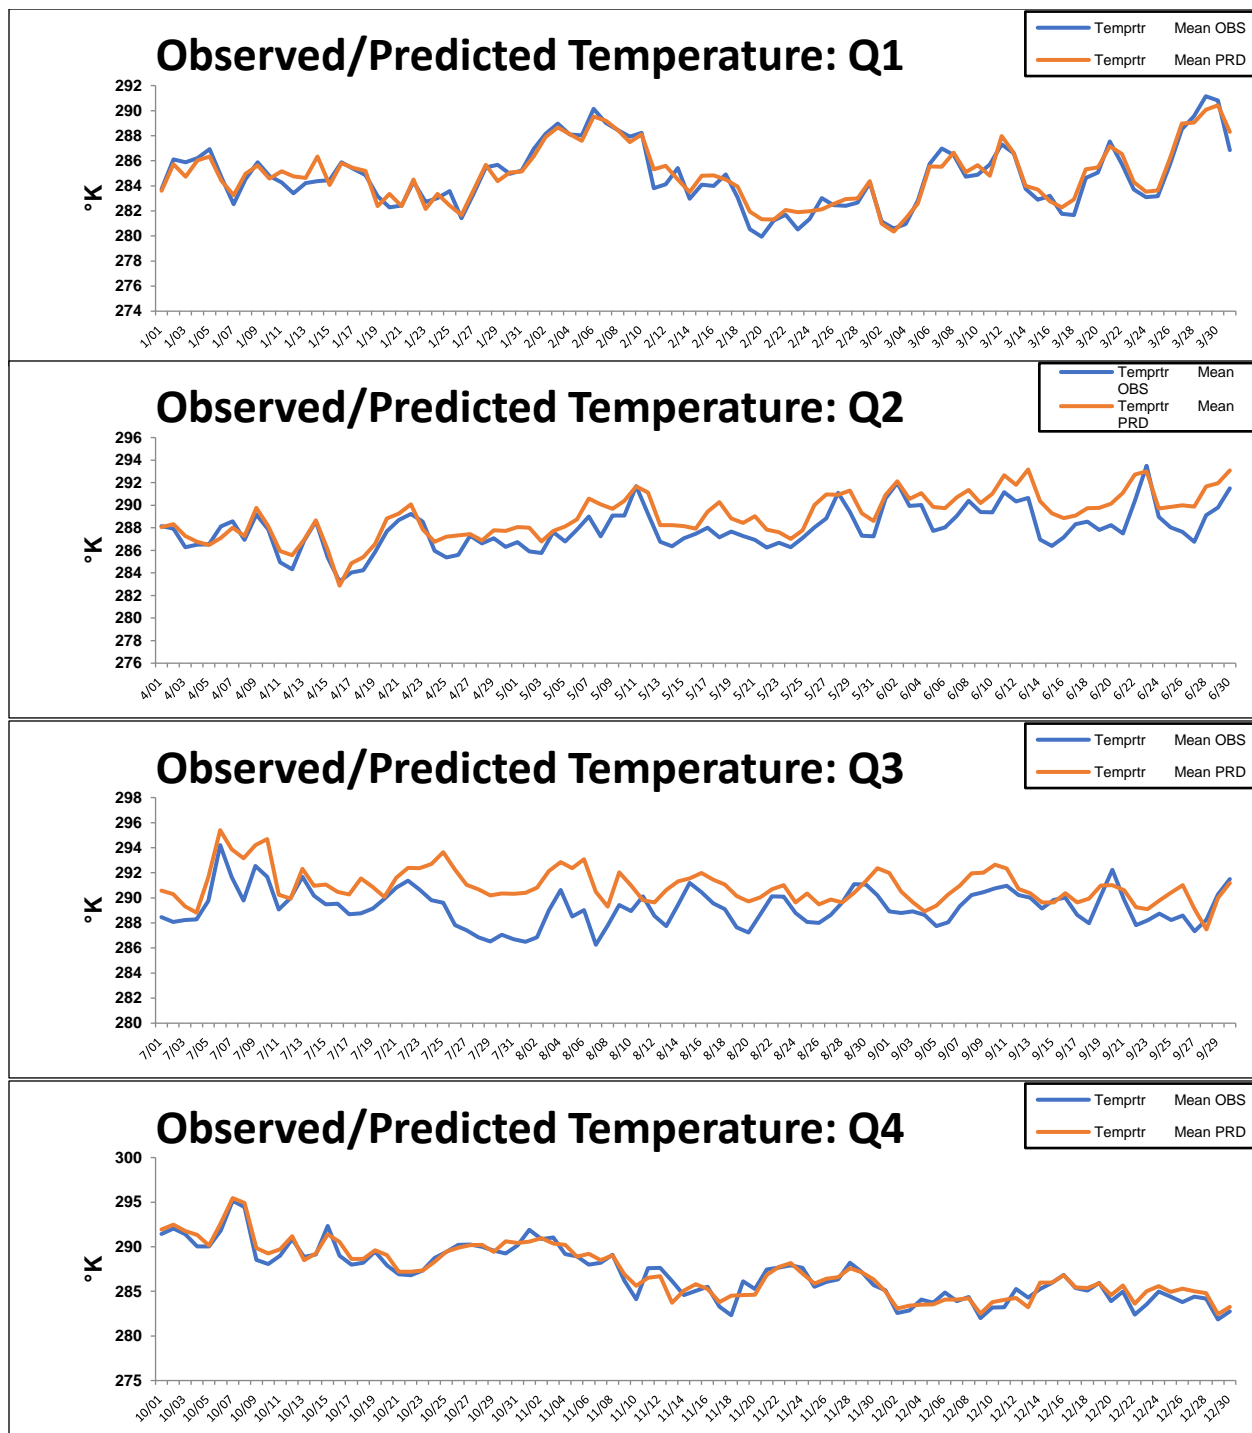 Observed/Predicted Temperature: Q1
Temprtr Mean OBS
Temprtr Mean PRD
°K
292
290
288
286
284
282
280
278
276
274
1/01 1/03 1/05 1/07 1/09 1/11 1/13 1/15 1/17 1/19 1/21 1/23 1/25 1/27 1/29 1/31 2/02 2/04 2/06 2/08 2/10 2/12 2/14 2/16 2/18 2/20 2/22 2/24 2/26 2/28 3/02 3/04 3/06 3/08 3/10 3/12 3/14 3/16 3/18 3/20 3/22 3/24 3/26 3/28 3/30
Observed/Predicted Temperature: Q2
Temprtr Mean
OBS
Temprtr Mean
PRD
°K
296
294
292
290
288
286
284
282
280
278
276
4/01 4/03 4/05 4/07 4/09 4/11 4/13 4/15 4/17 4/19 4/21 4/23 4/25 4/27 4/29 5/01 5/03 5/05 5/07 5/09 5/11 5/13 5/15 5/17 5/19 5/21 5/23 5/25 5/27 5/29 5/31 6/02 6/04 6/06 6/08 6/10 6/12 6/14 6/16 6/18 6/20 6/22 6/24 6/26 6/28 6/30
Observed/Predicted Temperature: Q3
Temprtr Mean OBS
Temprtr Mean PRD
°K
298
296
294
292
290
288
286
284
282
280
7/01 7/03 7/05 7/07 7/09 7/11 7/13 7/15 7/17 7/19 7/21 7/23 7/25 7/27 7/29 7/31 8/02 8/04 8/06 8/08 8/10 8/12 8/14 8/16 8/18 8/20 8/22 8/24 8/26 8/28 8/30 9/01 9/03 9/05 9/07 9/09 9/11 9/13 9/15 9/17 9/19 9/21 9/23 9/25 9/27 9/29
Observed/Predicted Temperature: Q4
Temprtr Mean OBS
Temprtr Mean PRD
°K
300
295
290
285
280
275
10/01 10/03 10/05 10/07 10/09 10/11 10/13 10/15 10/17 10/19 10/21 10/23 10/25 10/27 10/29 10/31 11/02 11/04 11/06 11/08 11/10 11/12 11/14 11/16 11/18 11/20 11/22 11/24 11/26 11/28 11/30 12/02 12/04 12/06 12/08 12/10 12/12 12/14 12/16 12/18 12/20 12/22 12/24 12/26 12/28 12/30